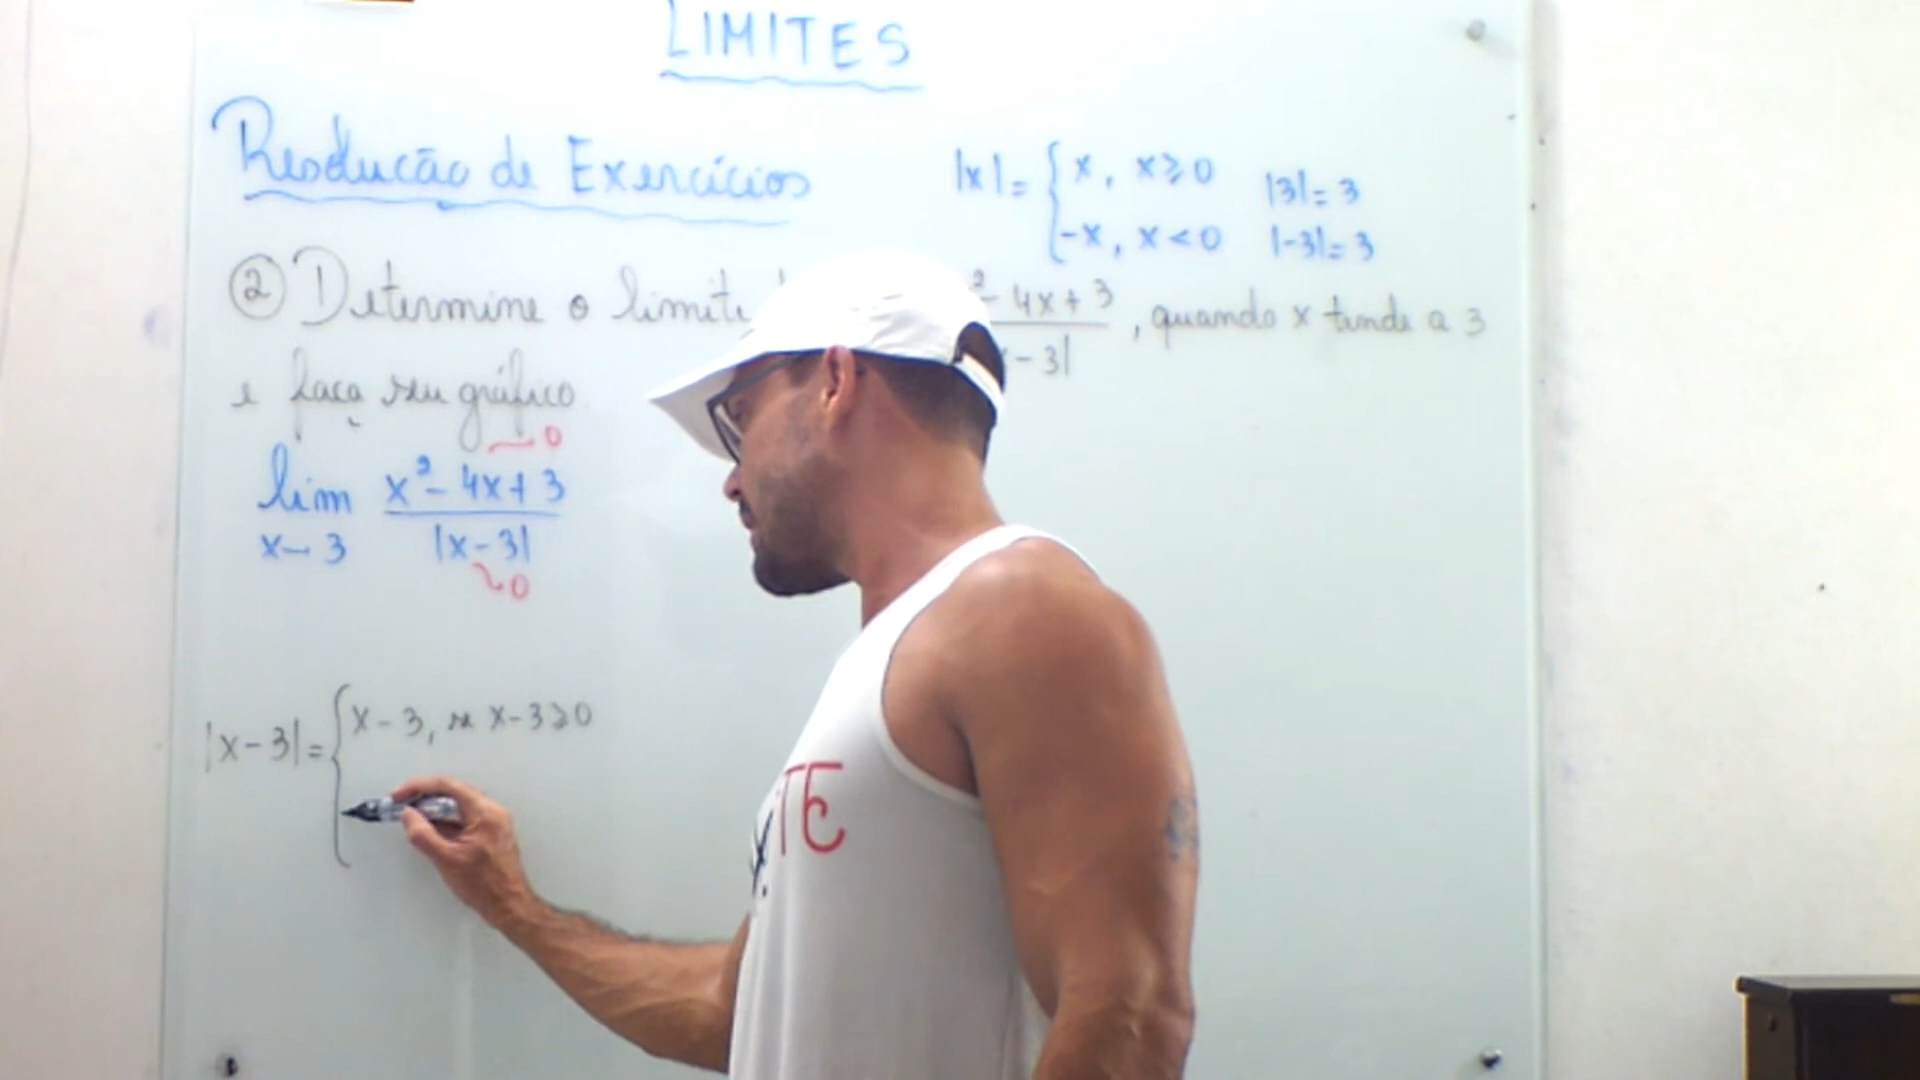 LIMITES
Resolução de Exercícios
|x| = { x, x ≥ 0   |3| = 3
-x, x < 0   |-3| = 3
② Determine o limite ² - 4x + 3 , quando x tende a 3
- 3|
e faça seu gráfico
→ 0
lim x² - 4x + 3
x→3 |x - 3|
→ 0
|x - 3| = { x - 3, se x - 3 ≥ 0
TE